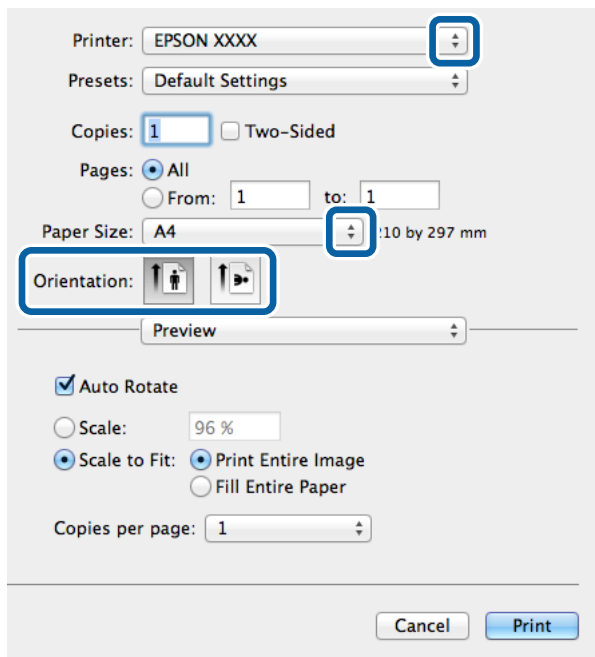 Printer: EPSON XXXX
Presets: Default Settings
Copies: 1 Two-Sided
Pages: All
From: 1 to: 1
Paper Size: A4 10 by 297 mm
Orientation:
Preview
Auto Rotate
Scale: 96 %
Scale to Fit: Print Entire Image
Fill Entire Paper
Copies per page: 1
Cancel Print